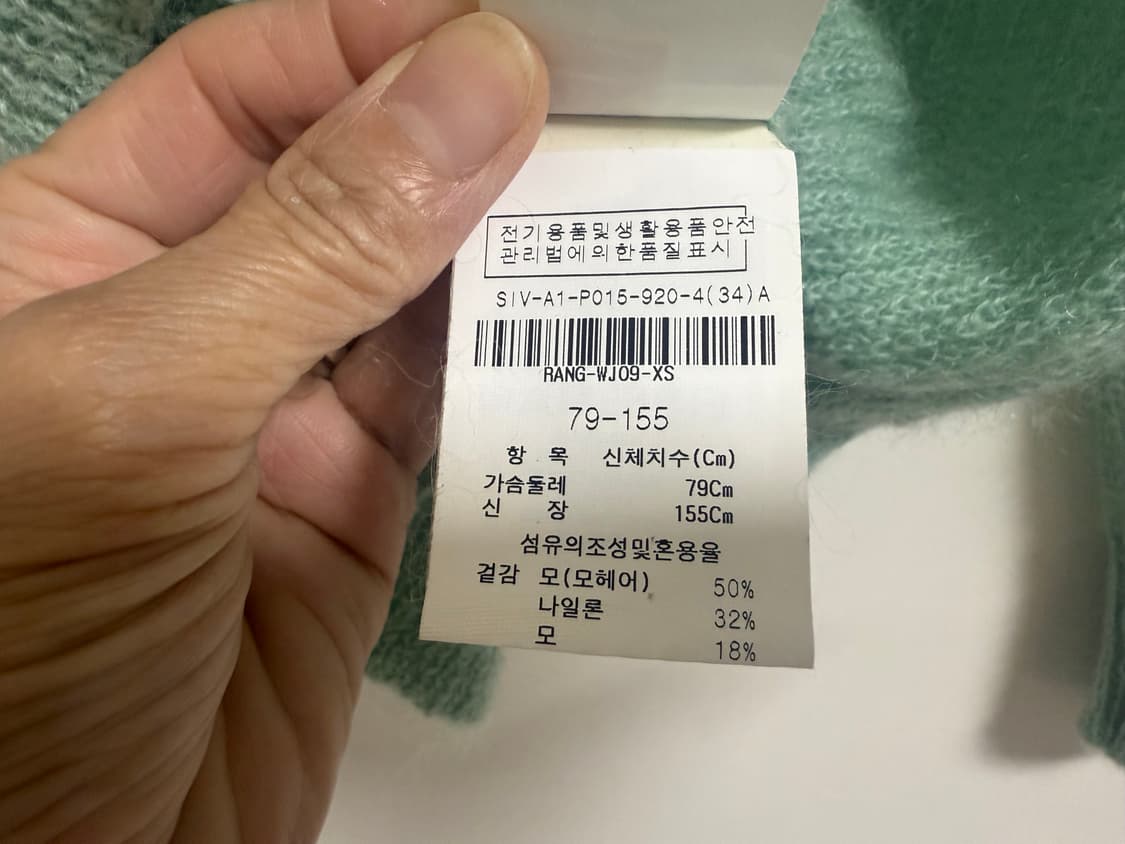 전기용품및생활용품안전
관리법에의한품질표시
SIV-A1-P015-920-4(34)A
RANG-WJ09-XS
79-155
항 목 신체치수(Cm)
가슴둘레 79Cm
신 장 155Cm
섬유의조성및혼용율
겉감 모(모헤어) 50%
나일론 32%
모 18%